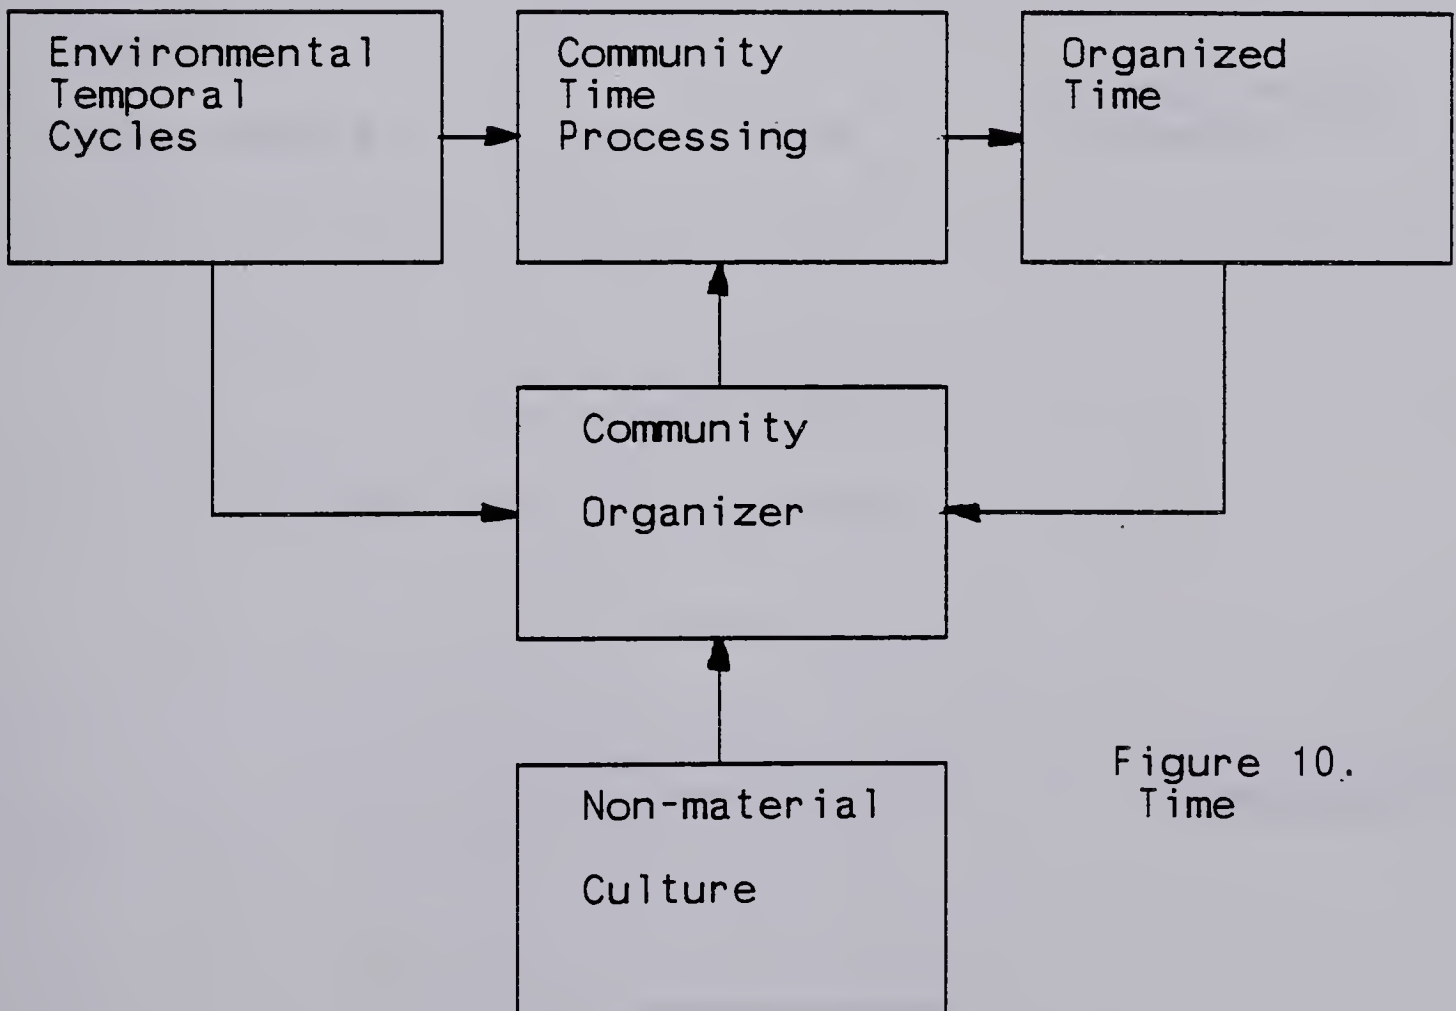 Environmental
Temporal
Cycles
Community
Time
Processing
Organized
Time
Community
Organizer
Non-material
Culture
Figure 10.
Time